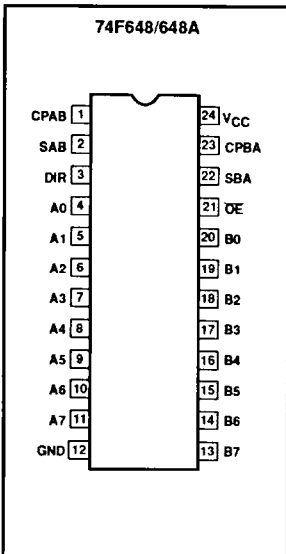 74F648/648A
CPAB 1 24 VCC
SAB 2 23 CPBA
DIR 3 22 SBA
A0 4 21 OE
A1 5 20 B0
A2 6 19 B1
A3 7 18 B2
A4 8 17 B3
A5 9 16 B4
A6 10 15 B5
A7 11 14 B6
GND 12 13 B7